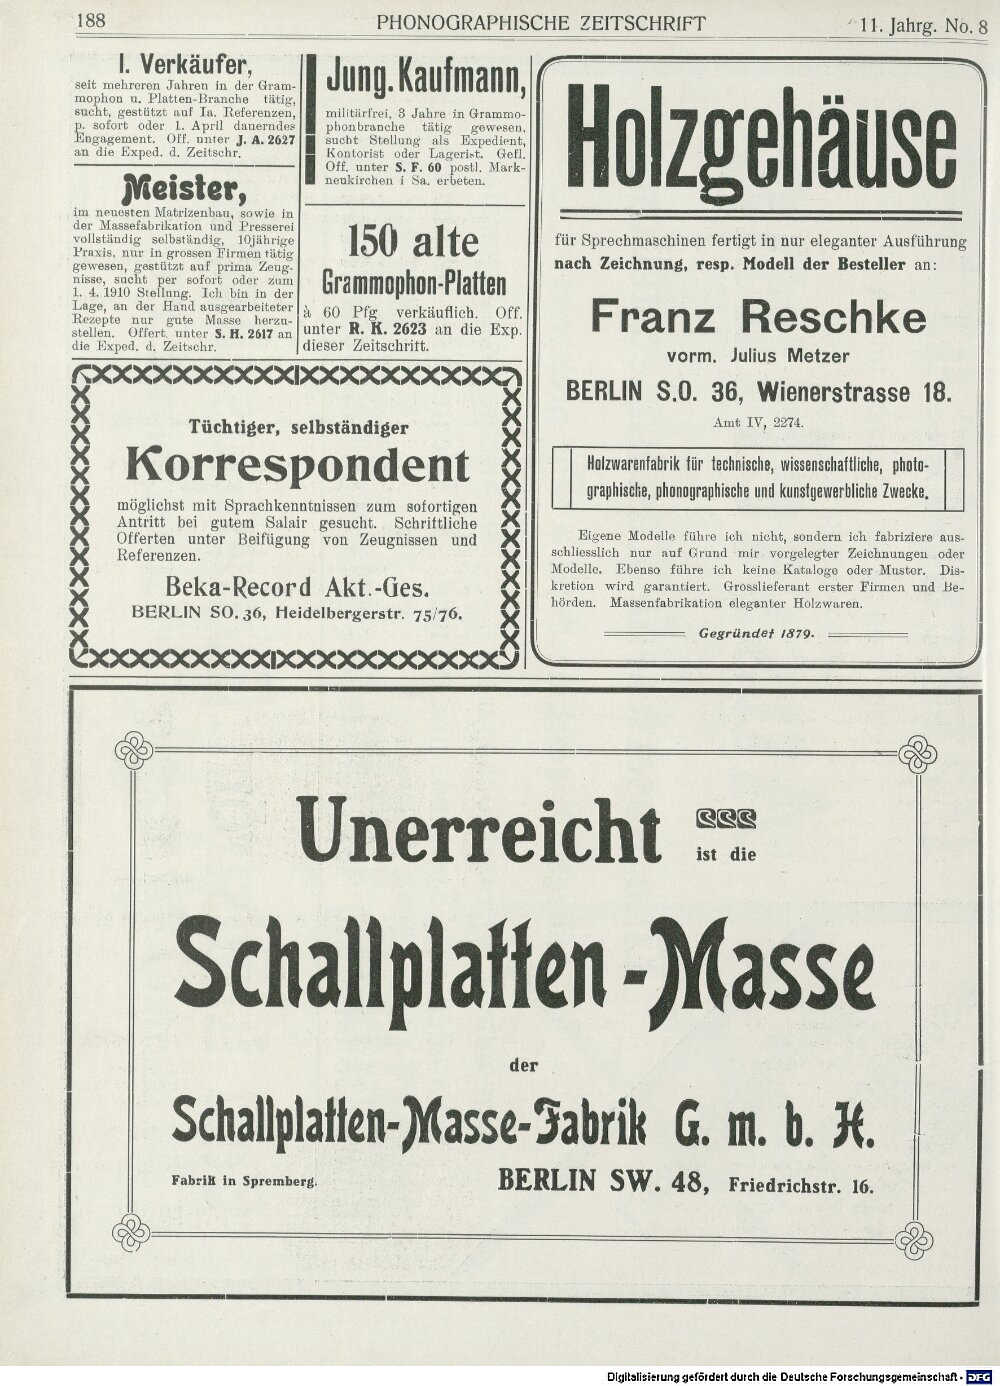 188
PHONOGRAPHISCHE ZEITSCHRIFT
11. Jahrg. No. 8
I. Verkäufer,
seit mehreren Jahren in der Gram-
mophon u. Platten-Branche tätig,
sucht, gestützt auf Ia. Referenzen,
p. sofort oder 1. April dauerndes
Engagement. Off. unter J. A. 2627
an die Exped. d. Zeitschr.
Meister,
im neuesten Matrizenbau, sowie in
der Massefabrikation und Presserei
vollständig selbständig, 10jährige
Praxis, nur in grossen Firmen tätig
gewesen, gestützt auf prima Zeug-
nisse, sucht per sofort oder zum
1. 4. 1910 Stellung. Ich bin in der
Lage, an der Hand ausgearbeiteter
Rezepte nur gute Masse herzu-
stellen. Offert. unter S. H. 2617 an
die Exped. d. Zeitschr.
Jung. Kaufmann,
militärfrei, 3 Jahre in Grammo-
phonbranche tätig gewesen,
sucht Stellung als Expedient,
Kontorist oder Lagerist. Gefl.
Off. unter S. F. 60 postl. Mark-
neukirchen i Sa. erbeten.
150 alte
Grammophon-Platten
à 60 Pfg verkäuflich. Off.
unter R. K. 2623 an die Exp.
dieser Zeitschrift.
Tüchtiger, selbständiger
Korrespondent
möglichst mit Sprachkenntnissen zum sofortigen
Antritt bei gutem Salair gesucht. Schriftliche
Offerten unter Beifügung von Zeugnissen und
Referenzen.
Beka-Record Akt.-Ges.
BERLIN SO. 36, Heidelbergerstr. 75/76.
Holzgehäuse
für Sprechmaschinen fertigt in nur eleganter Ausführung
nach Zeichnung, resp. Modell der Besteller an:
Franz Reschke
vorm. Julius Metzer
BERLIN S.O. 36, Wienerstrasse 18.
Amt IV, 2274.
Holzwarenfabrik für technische, wissenschaftliche, photo-
graphische, phonographische und kunstgewerbliche Zwecke.
Eigene Modelle führe ich nicht, sondern ich fabriziere aus-
schliesslich nur auf Grund mir vorgelegter Zeichnungen oder
Modelle. Ebenso führe ich keine Kataloge oder Muster. Dis-
kretion wird garantiert. Grosslieferant erster Firmen und Be-
hörden. Massenfabrikation eleganter Holzwaren.
Gegründet 1879.
Unerreicht
ist die
Schallplatten-Masse
der
Schallplatten-Masse-Fabrik G. m. b. H.
Fabrik in Spremberg.
BERLIN SW. 48, Friedrichstr. 16.
Digitalisierung gefördert durch die Deutsche Forschungsgemeinschaft - DFG